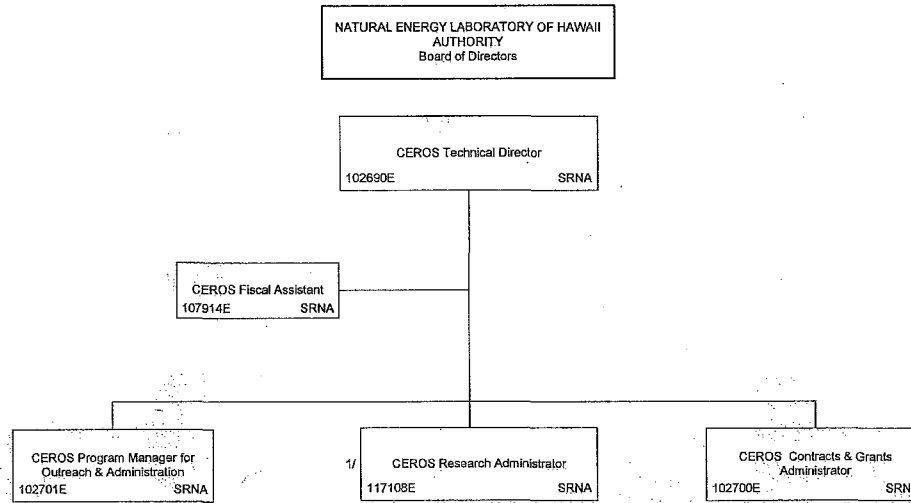 NATURAL ENERGY LABORATORY OF HAWAII
AUTHORITY
Board of Directors
CEROS Technical Director
102690E SRNA
CEROS Fiscal Assistant
107914E SRNA
CEROS Program Manager for
Outreach & Administration
102701E SRNA
1/
CEROS Research Administrator
117108E SRNA
CEROS Contracts & Grants
Administrator
102700E SRNA